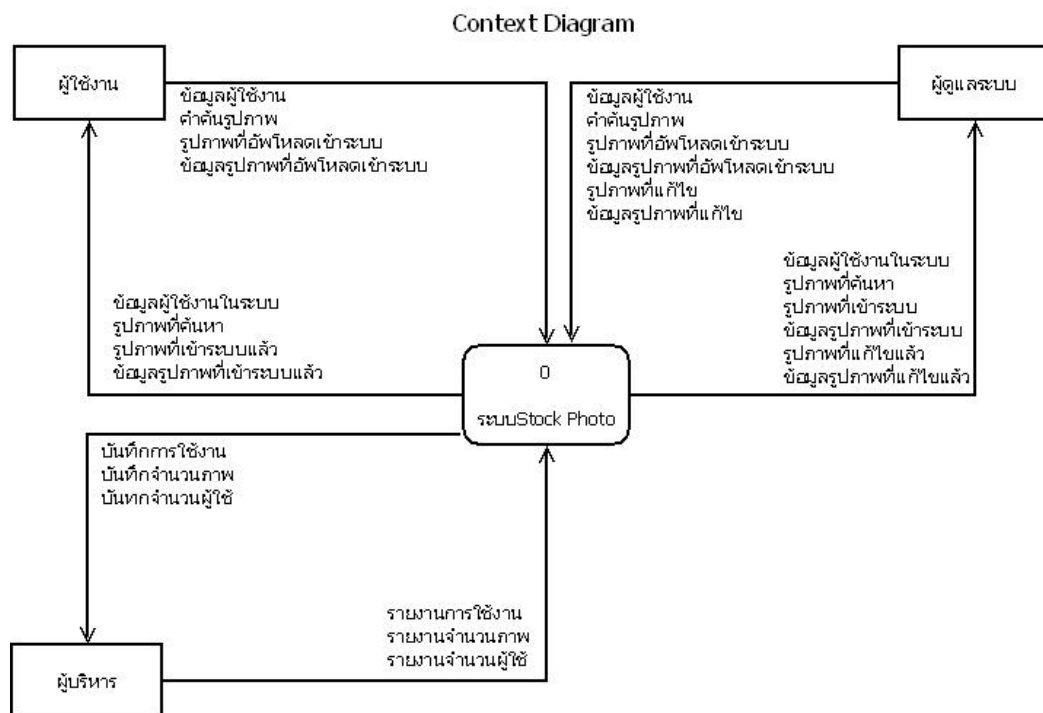 Context Diagram
ผู้ใช้งาน
ข้อมูลผู้ใช้งาน
คำค้นรูปภาพ
รูปภาพที่อัพโหลดเข้าระบบ
ข้อมูลรูปภาพที่อัพโหลดเข้าระบบ
ผู้ดูแลระบบ
ข้อมูลผู้ใช้งาน
คำค้นรูปภาพ
รูปภาพที่อัพโหลดเข้าระบบ
ข้อมูลรูปภาพที่อัพโหลดเข้าระบบ
รูปภาพที่แก้ไข
ข้อมูลรูปภาพที่แก้ไข
ข้อมูลผู้ใช้งานในระบบ
รูปภาพที่ค้นหา
รูปภาพที่เข้าระบบแล้ว
ข้อมูลรูปภาพที่เข้าระบบแล้ว
ข้อมูลผู้ใช้งานในระบบ
รูปภาพที่ค้นหา
รูปภาพที่เข้าระบบ
ข้อมูลรูปภาพที่เข้าระบบ
รูปภาพที่แก้ไขแล้ว
ข้อมูลรูปภาพที่แก้ไขแล้ว
0
ระบบStock Photo
บันทึกการใช้งาน
บันทึกจำนวนภาพ
บันทกจำนวนผู้ใช้
รายงานการใช้งาน
รายงานจำนวนภาพ
รายงานจำนวนผู้ใช้
ผู้บริหาร